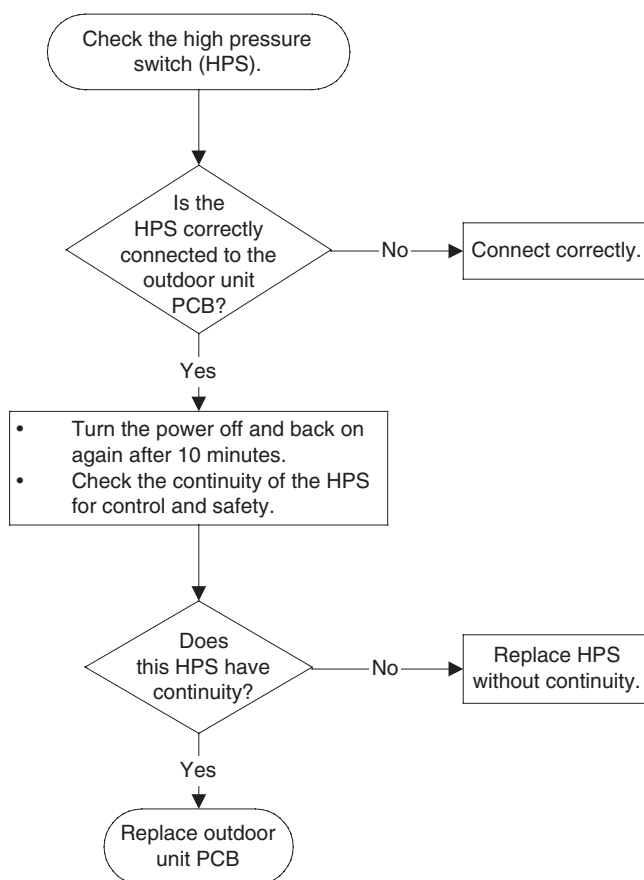 Check the high pressure
switch (HPS).
Is the
HPS correctly
connected to the
outdoor unit
PCB?
No
Connect correctly.
Yes
• Turn the power off and back on
again after 10 minutes.
• Check the continuity of the HPS
for control and safety.
Does
this HPS have
continuity?
No
Replace HPS
without continuity.
Yes
Replace outdoor
unit PCB